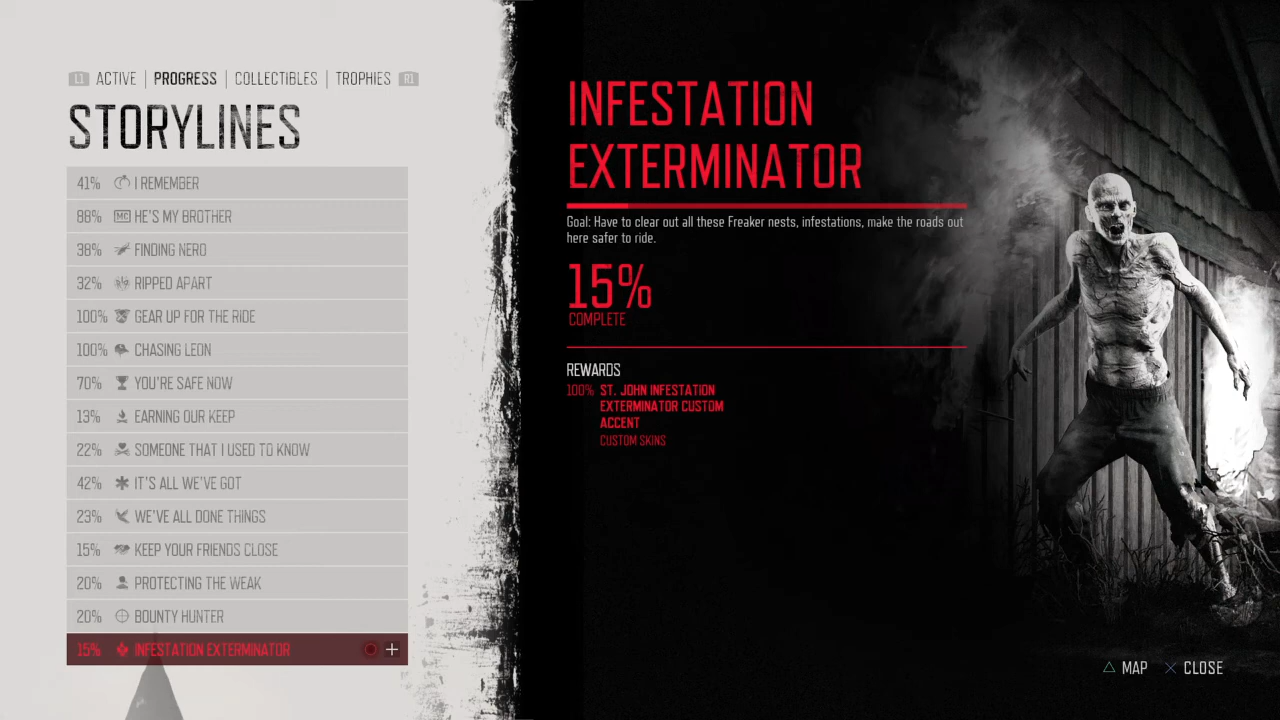 L1 ACTIVE | PROGRESS | COLLECTIBLES | TROPHIES R1
STORYLINES
41% I REMEMBER
88% MC HE'S MY BROTHER
38% FINDING NERO
32% RIPPED APART
100% GEAR UP FOR THE RIDE
100% CHASING LEON
70% YOU'RE SAFE NOW
13% EARNING OUR KEEP
22% SOMEONE THAT I USED TO KNOW
42% IT'S ALL WE'VE GOT
23% WE'VE ALL DONE THINGS
15% KEEP YOUR FRIENDS CLOSE
20% PROTECTING THE WEAK
20% BOUNTY HUNTER
15% INFESTATION EXTERMINATOR
INFESTATION
EXTERMINATOR
Goal: Have to clear out all these Freaker nests, infestations, make the roads out
here safer to ride.
15%
COMPLETE
REWARDS
100% ST. JOHN INFESTATION
EXTERMINATOR CUSTOM
ACCENT
CUSTOM SKINS
MAP CLOSE